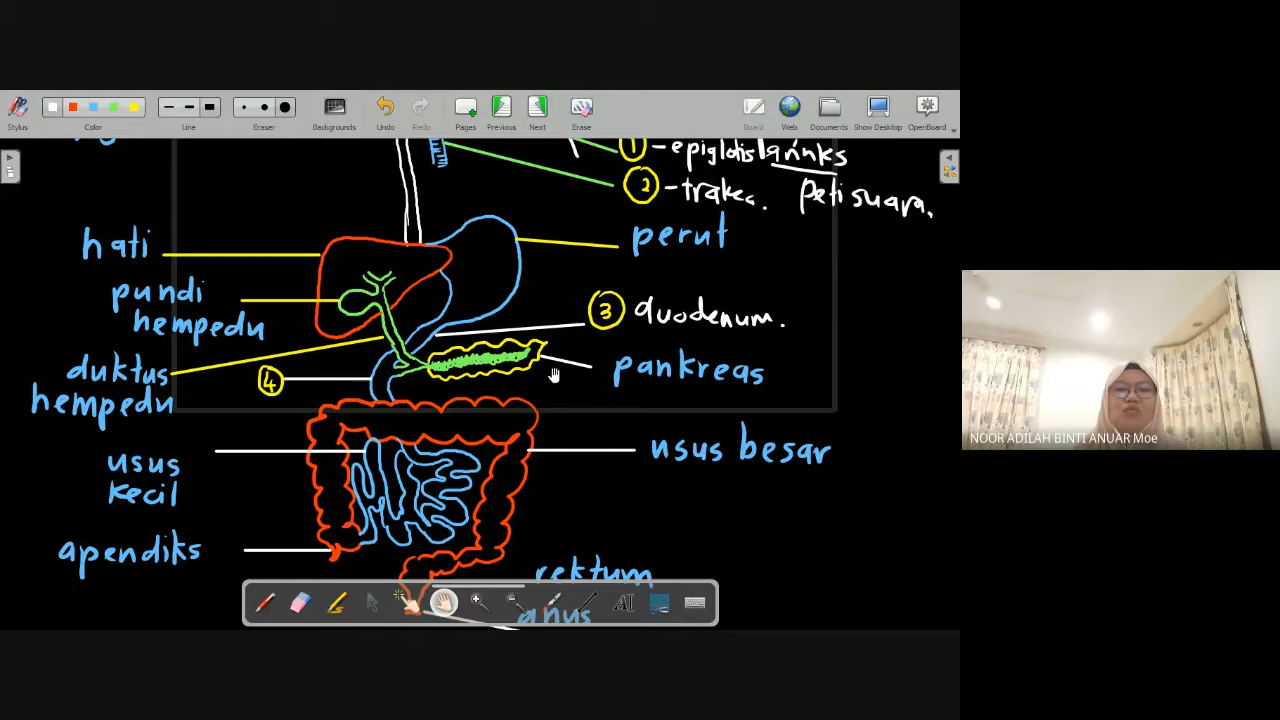 Stylus
Color
Line
Eraser
Backgrounds
Undo
Redo
Pages
Previous
Next
Erase
Board
Web
Documents
Show Desktop
OpenBoard
1 - epiglotis larinks
2 - trakea. Peti suara.
hati
perut
pundi
hempedu
3 duodenum.
duktus
hempedu
4
pankreas
usus
kecil
usus besar
apendiks
rektum
anus
NOOR ADILAH BINTI ANUAR Moe